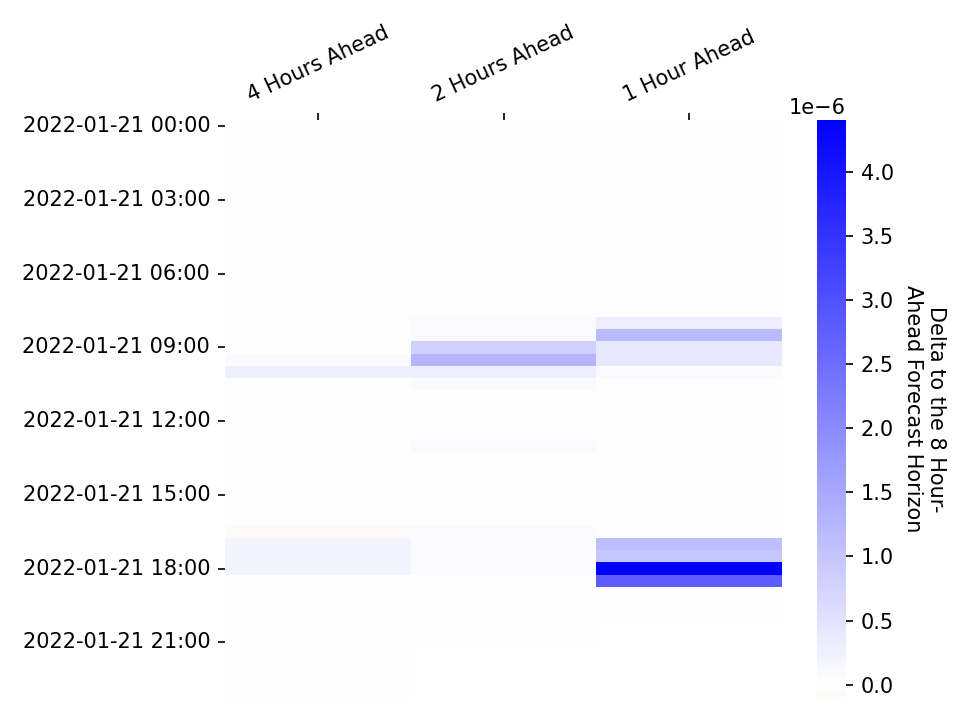 4 Hours Ahead
2 Hours Ahead
1 Hour Ahead
1e−6
2022-01-21 00:00
2022-01-21 03:00
2022-01-21 06:00
2022-01-21 09:00
2022-01-21 12:00
2022-01-21 15:00
2022-01-21 18:00
2022-01-21 21:00
4.0
3.5
3.0
2.5
2.0
1.5
1.0
0.5
0.0
Delta to the 8 Hour-
Ahead Forecast Horizon